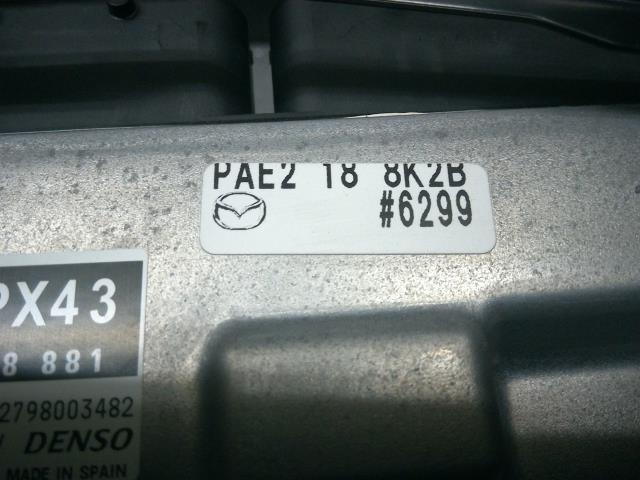 PAE2 18 8K2B
#6299
PX43
8 881
2798003482
DENSO
MADE IN SPAIN